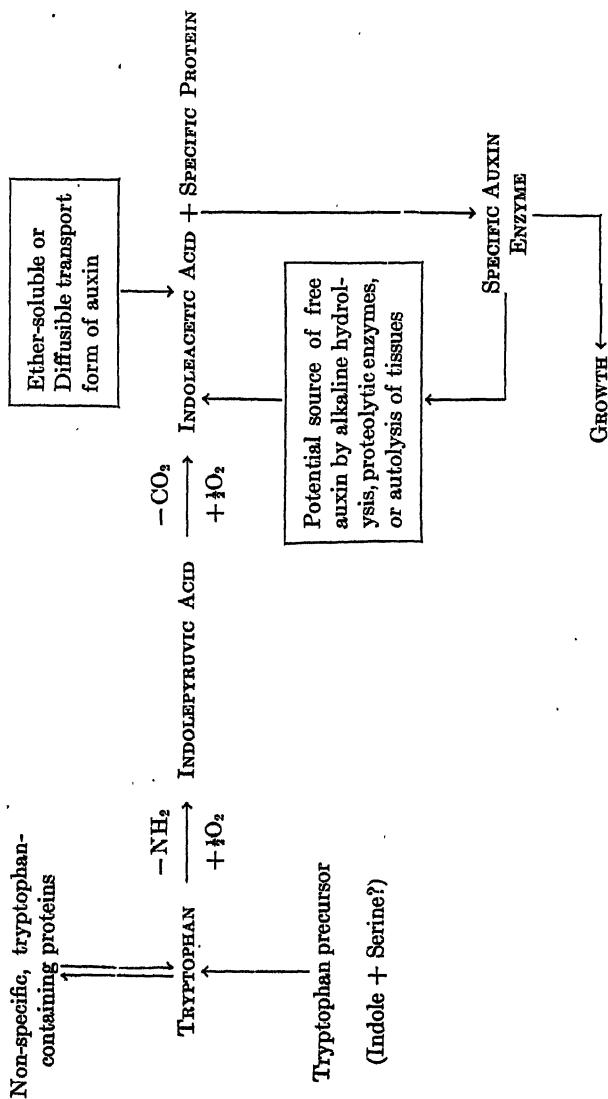 Non-specific, tryptophan-
containing proteins
TRYPTOPHAN
Tryptophan precursor
(Indole + Serine?)
—NH₂
+½O₂
INDOLEPYRUVIC ACID
—CO₂
+½O₂
Ether-soluble or
Diffusible transport
form of auxin
INDOLEACETIC ACID + SPECIFIC PROTEIN
Potential source of free
auxin by alkaline hydrol-
ysis, proteolytic enzymes,
or autolysis of tissues
SPECIFIC AUXIN
ENZYME
GROWTH